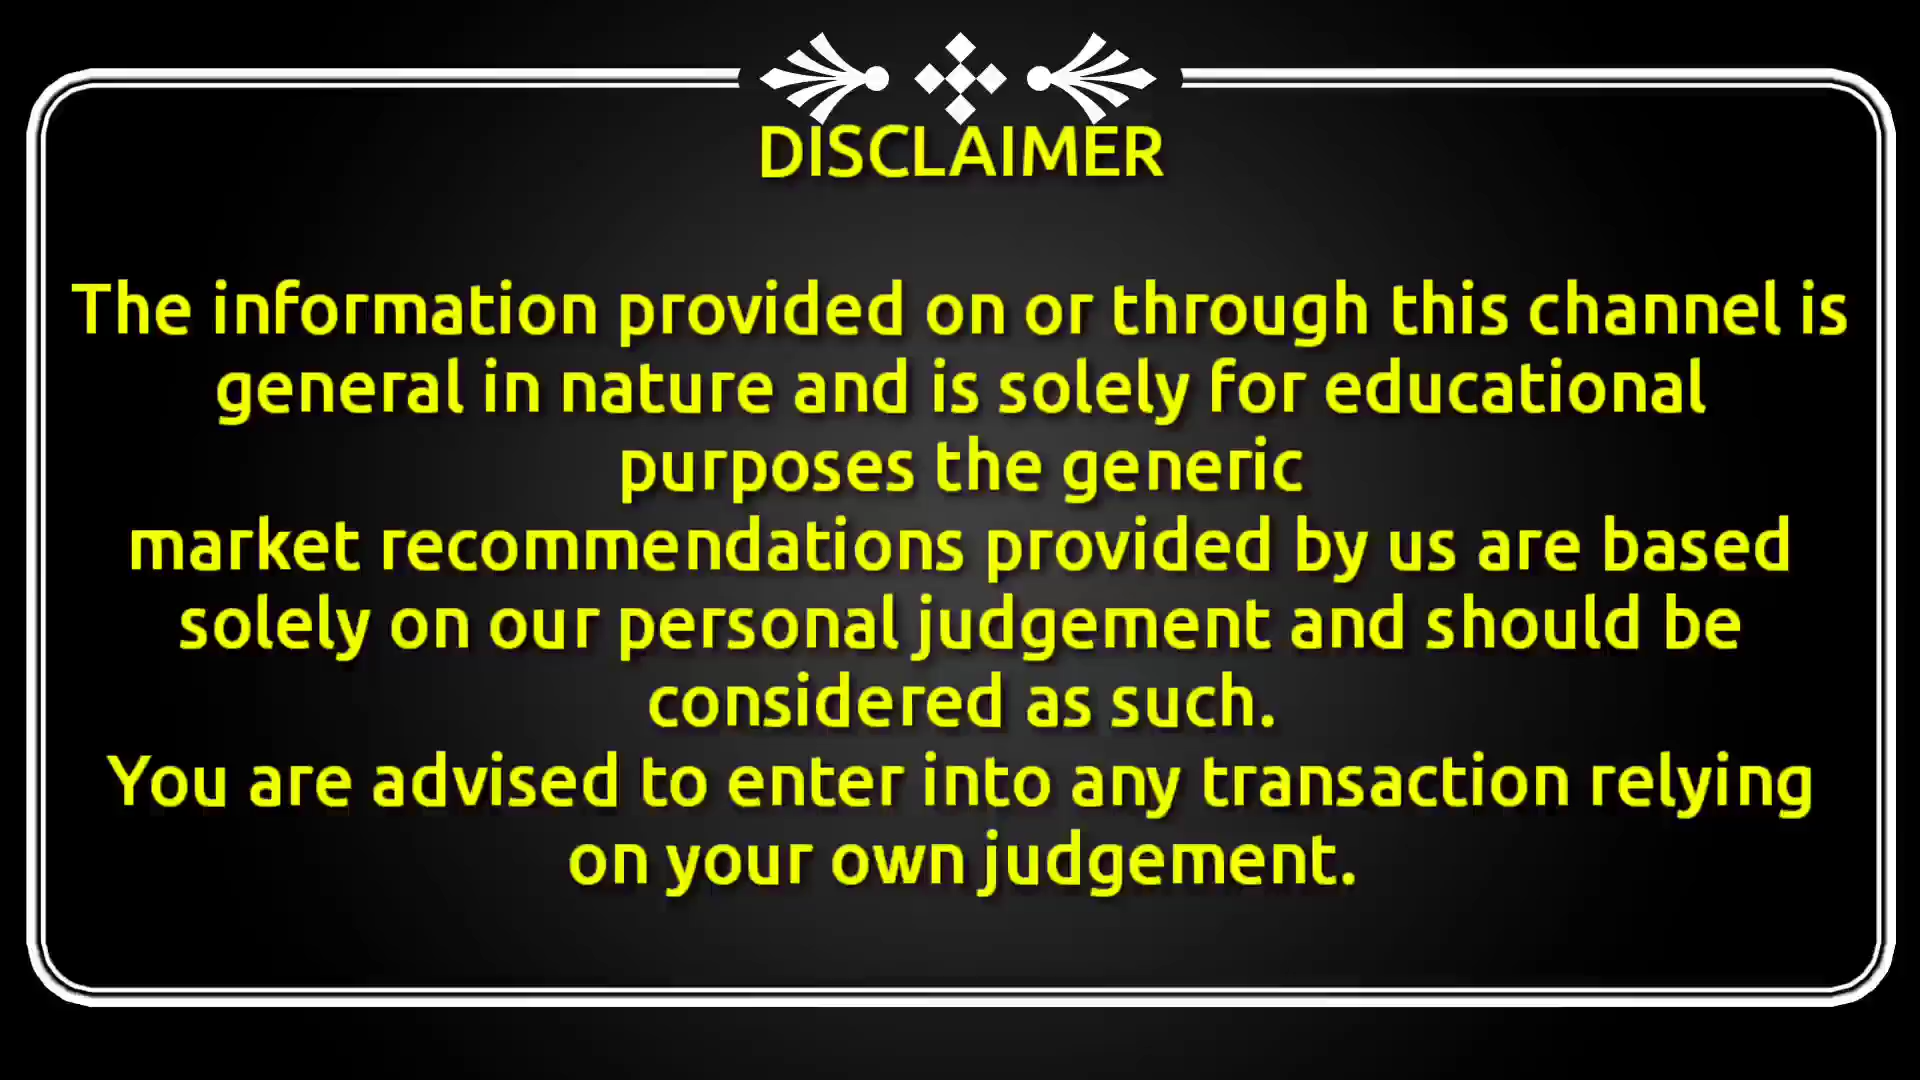 DISCLAIMER
The information provided on or through this channel is
general in nature and is solely for educational
purposes the generic
market recommendations provided by us are based
solely on our personal judgement and should be
considered as such.
You are advised to enter into any transaction relying
on your own judgement.